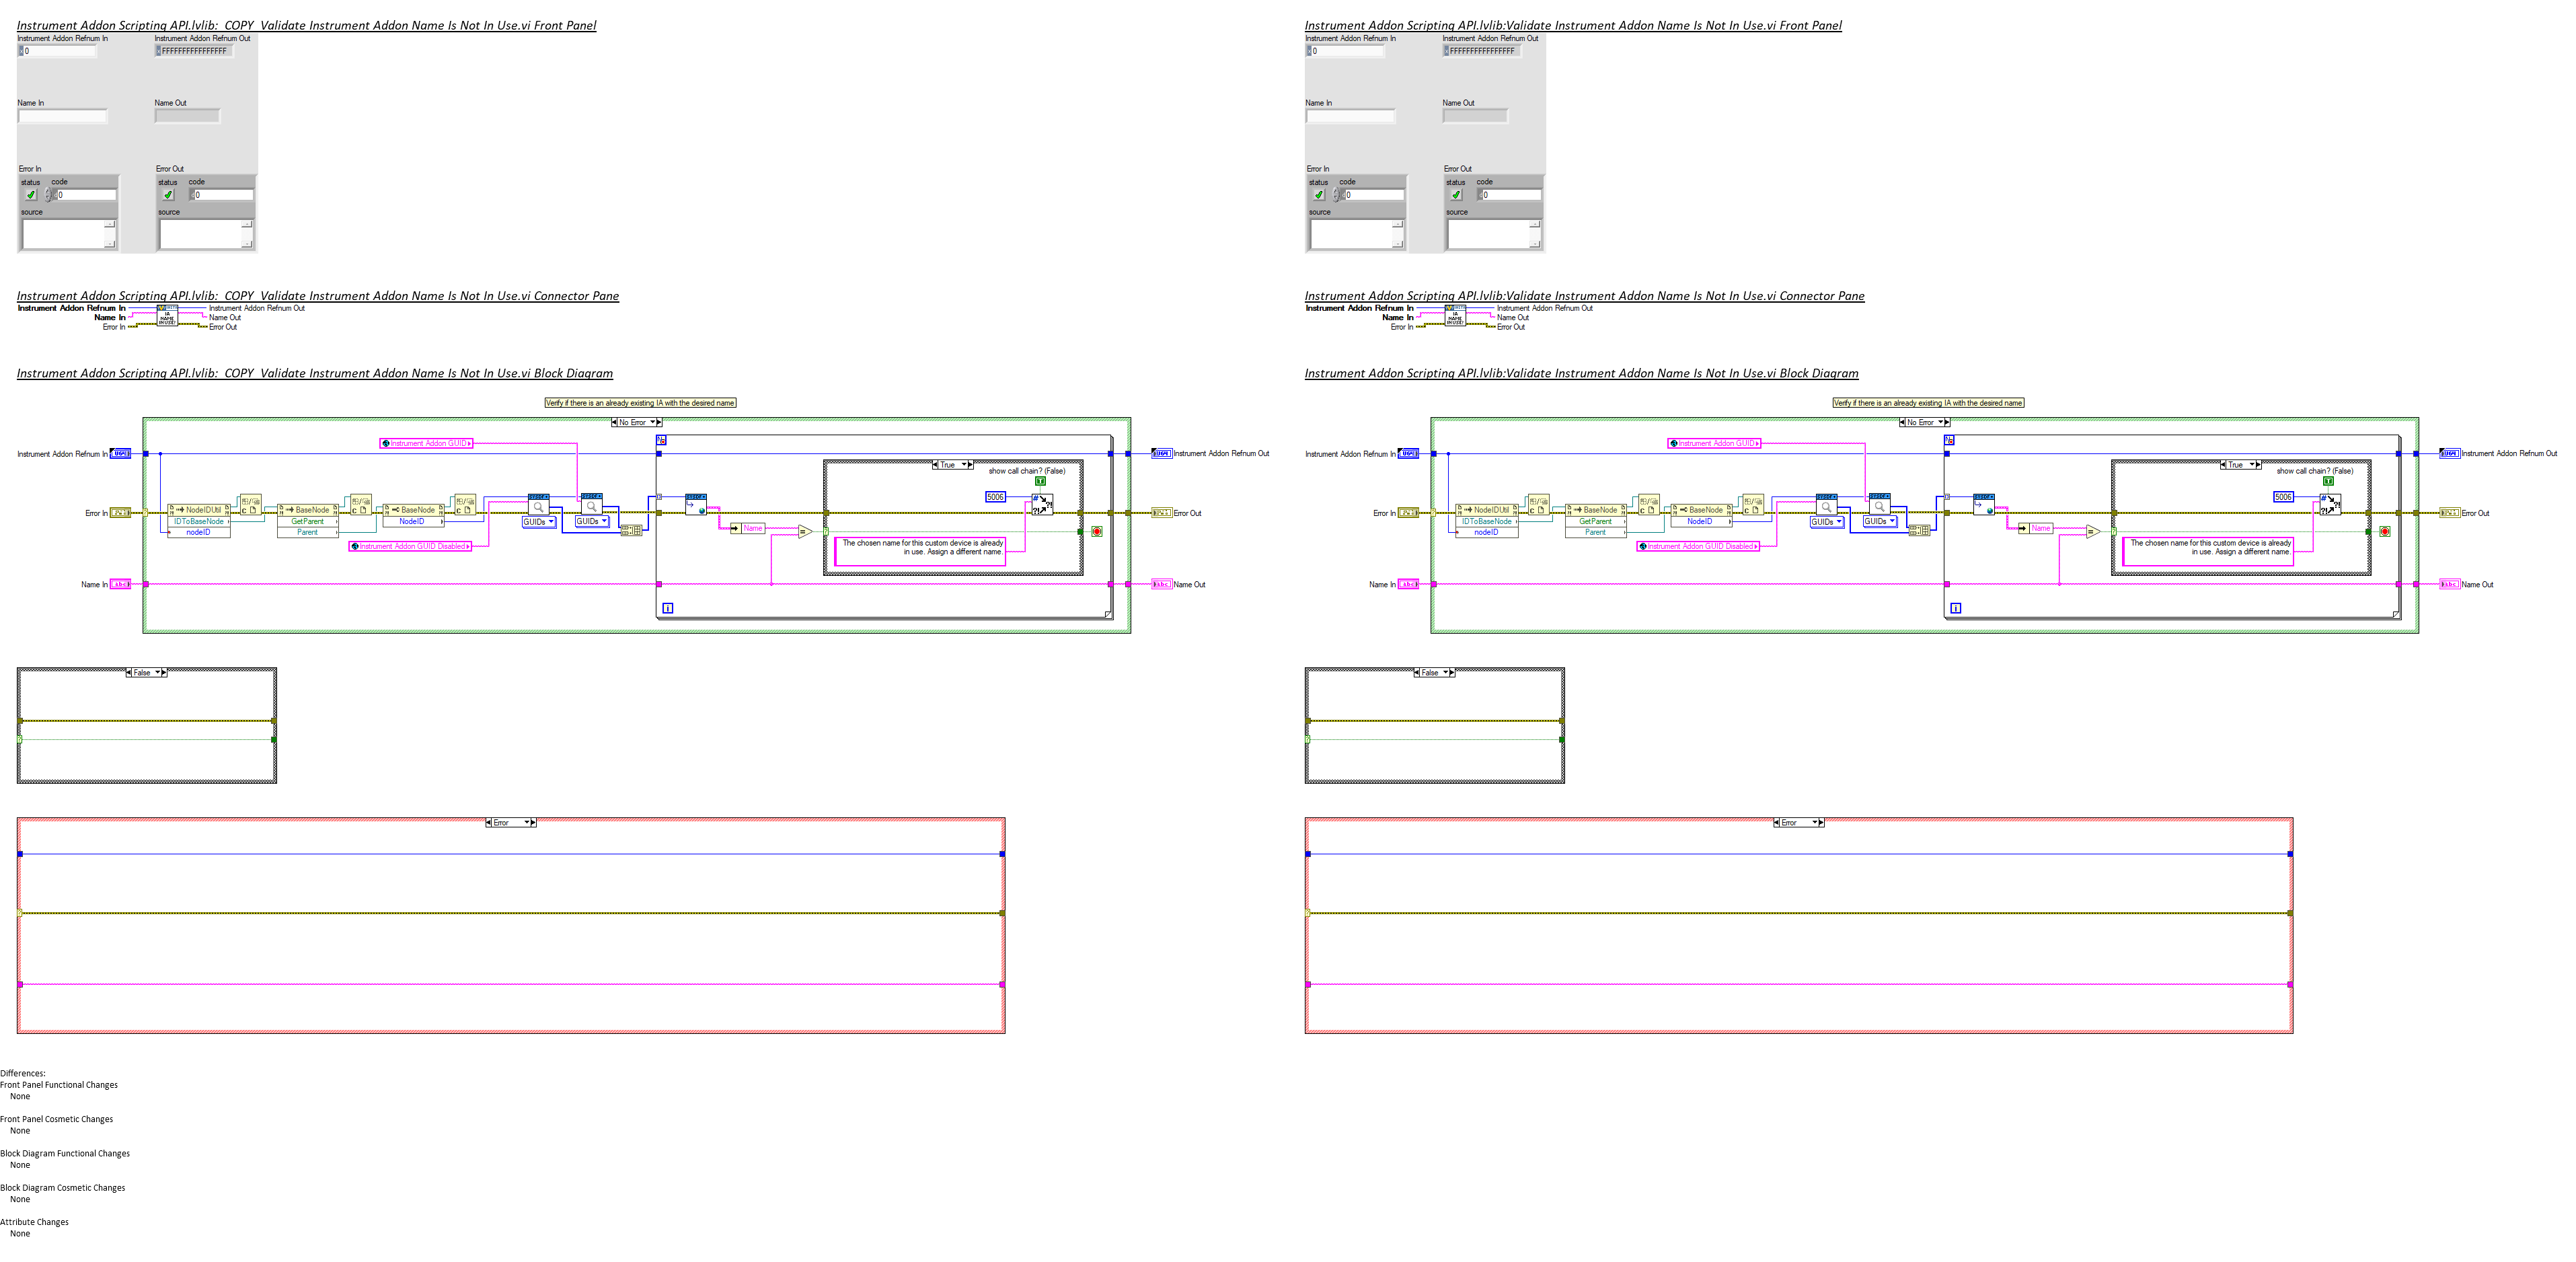 Instrument Addon Scripting API.lvlib:_COPY_Validate Instrument Addon Name Is Not In Use.vi Front Panel
Instrument Addon Refnum In
Instrument Addon Refnum Out
0
FFFFFFFFFFFFFFFF
Name In
Name Out
Error In
Error Out
status code
status code
0
0
source
source
Instrument Addon Scripting API.lvlib:_COPY_Validate Instrument Addon Name Is Not In Use.vi Connector Pane
Instrument Addon Refnum In
Instrument Addon Refnum Out
Name In
Name Out
Error In
Error Out
IA
NAME
Instrument Addon Scripting API.lvlib:_COPY_Validate Instrument Addon Name Is Not In Use.vi Block Diagram
Verify if there is an already existing IA with the desired name
No Error
Instrument Addon GUID
Instrument Addon Refnum In
Instrument Addon Refnum Out
True
show call chain? (False)
T
5006
NodeIDUtil
IDToBaseNode
nodeID
BaseNode
GetParent
Parent
BaseNode
NodeID
GUIDs
GUIDs
Error In
Error Out
Name
=
Instrument Addon GUID Disabled
The chosen name for this custom device is already
in use. Assign a different name.
Name In
abc
Name Out
abc
N
i
False
Error
Differences:
Front Panel Functional Changes
None
Front Panel Cosmetic Changes
None
Block Diagram Functional Changes
None
Block Diagram Cosmetic Changes
None
Attribute Changes
None
Instrument Addon Scripting API.lvlib:Validate Instrument Addon Name Is Not In Use.vi Front Panel
Instrument Addon Refnum In
Instrument Addon Refnum Out
0
FFFFFFFFFFFFFFFF
Name In
Name Out
Error In
Error Out
status code
status code
0
0
source
source
Instrument Addon Scripting API.lvlib:Validate Instrument Addon Name Is Not In Use.vi Connector Pane
Instrument Addon Refnum In
Instrument Addon Refnum Out
Name In
Name Out
Error In
Error Out
IA
NAME
Instrument Addon Scripting API.lvlib:Validate Instrument Addon Name Is Not In Use.vi Block Diagram
Verify if there is an already existing IA with the desired name
No Error
Instrument Addon GUID
Instrument Addon Refnum In
Instrument Addon Refnum Out
True
show call chain? (False)
T
5006
NodeIDUtil
IDToBaseNode
nodeID
BaseNode
GetParent
Parent
BaseNode
NodeID
GUIDs
GUIDs
Error In
Error Out
Name
=
Instrument Addon GUID Disabled
The chosen name for this custom device is already
in use. Assign a different name.
Name In
abc
Name Out
abc
N
i
False
Error